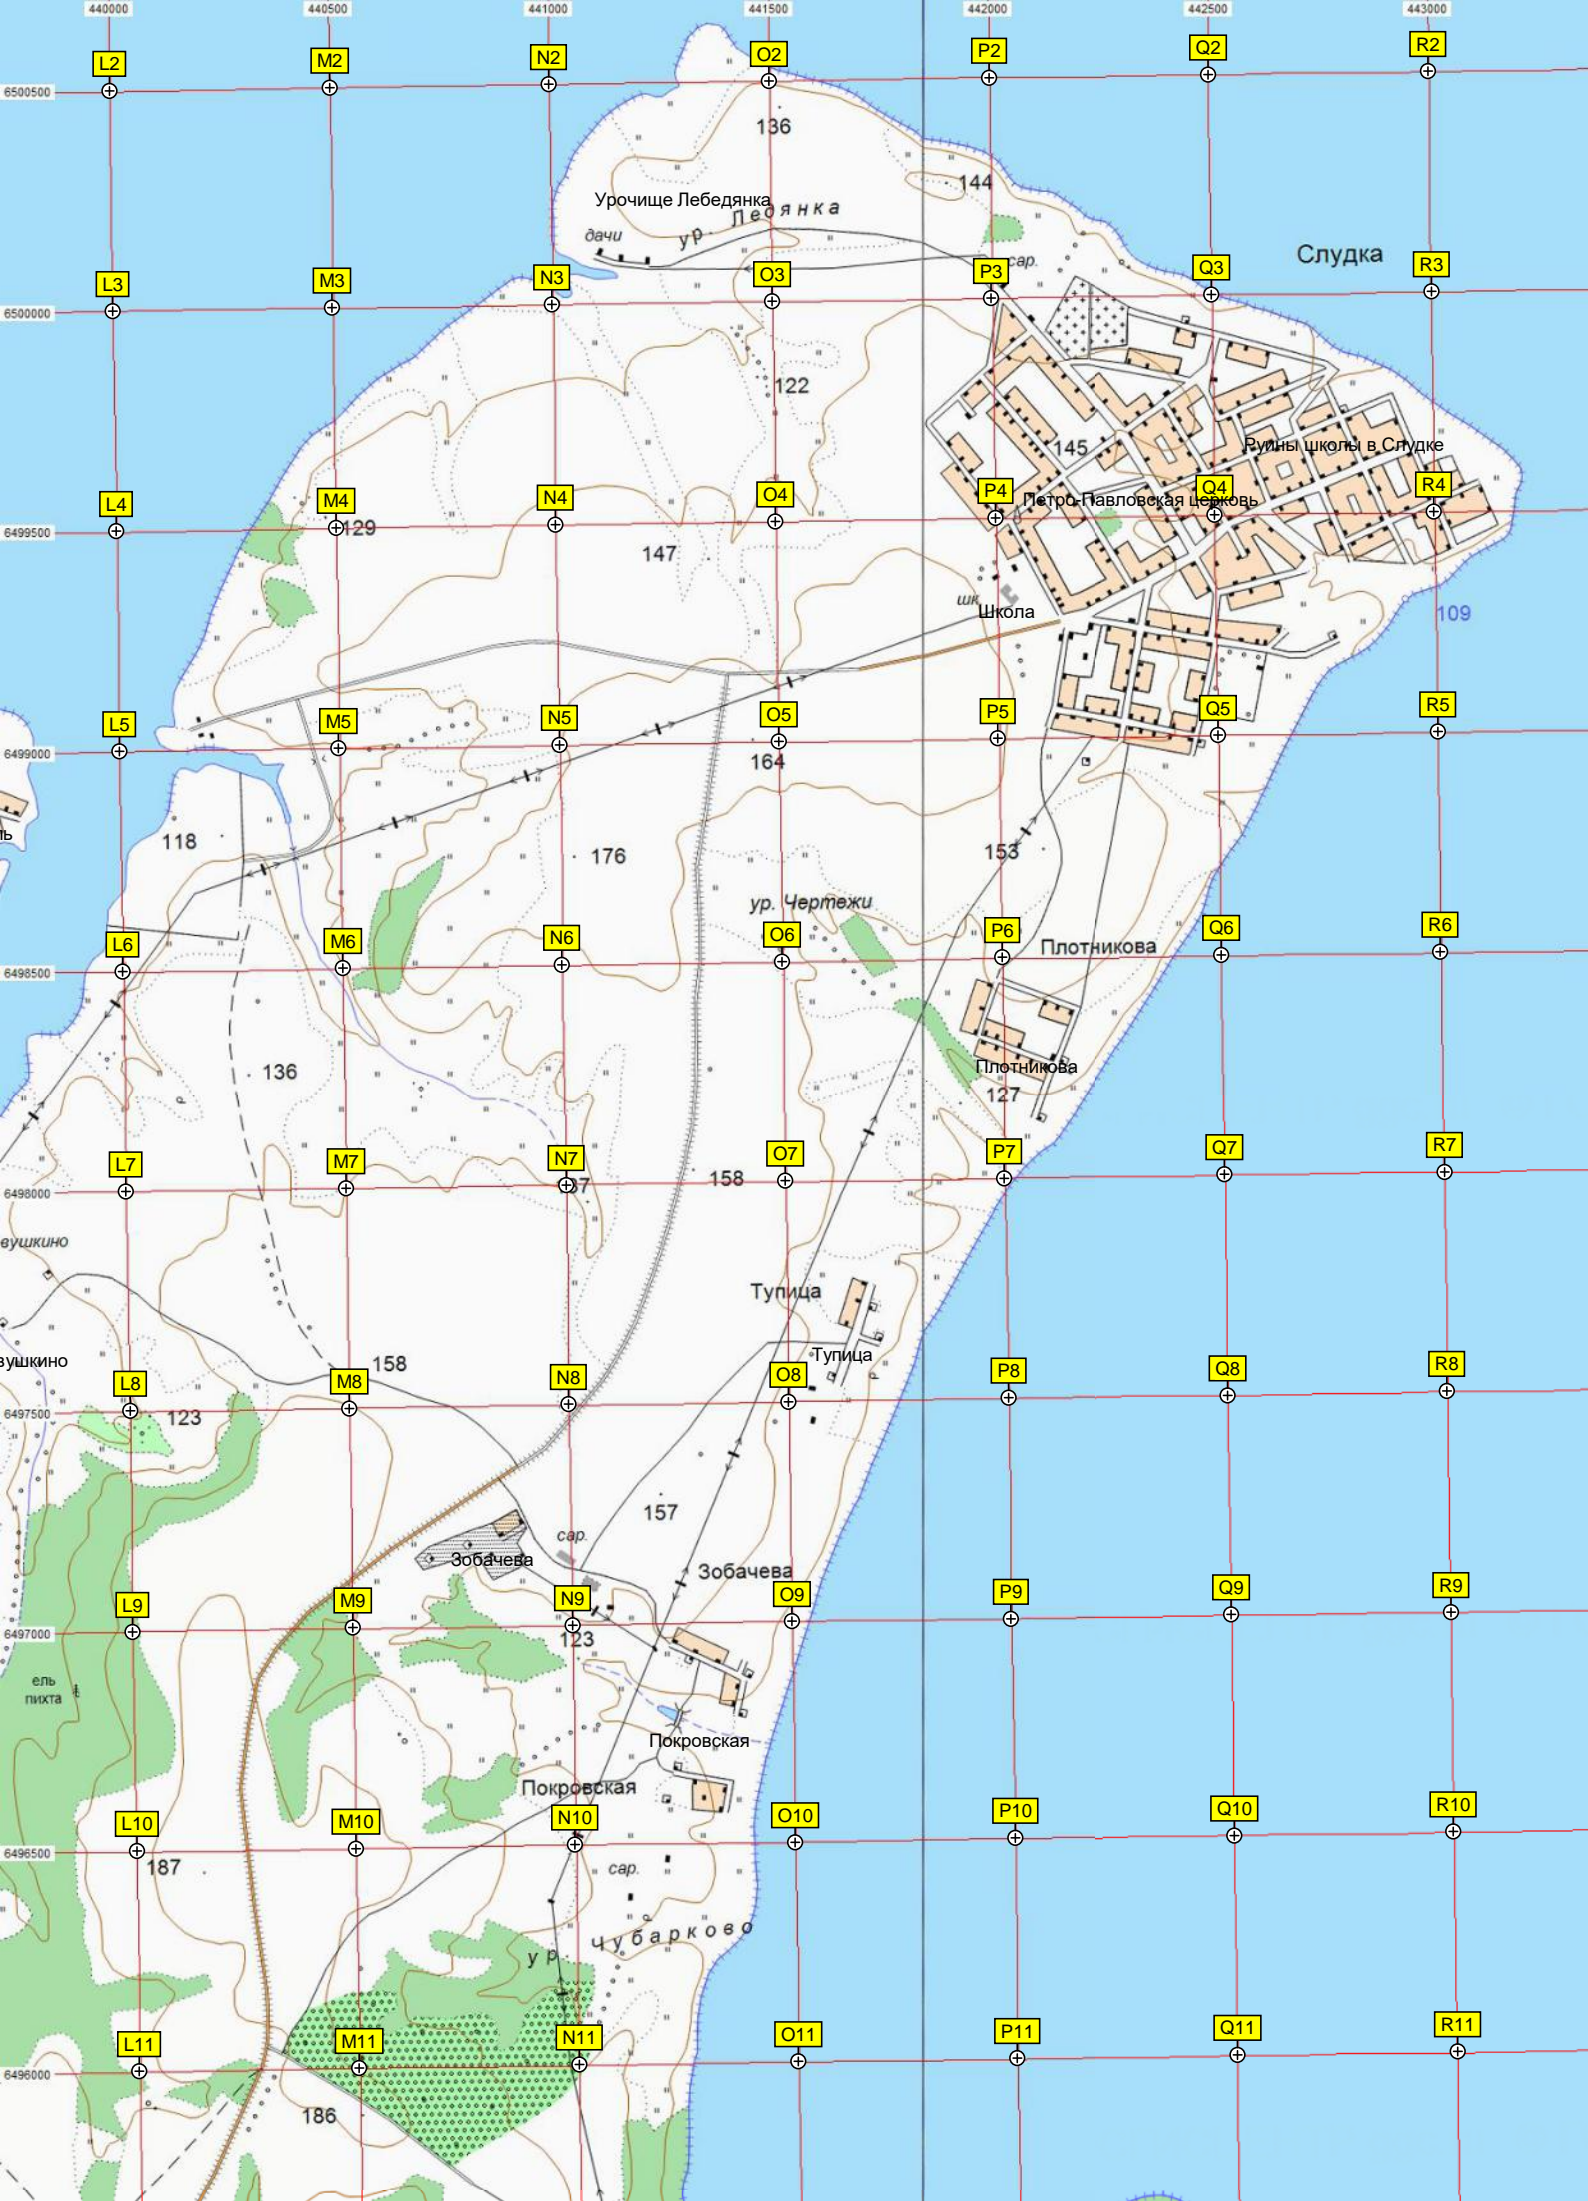 440000 440500 441000 441500 442000 442500 443000
L2 M2 N2 O2 P2 Q2 R2
6500500
136
144
Урочище Лебедянка
ур. Ледянка
дачи
сар.
Слудка
L3 M3 N3 O3 P3 Q3 R3
6500000
122
145
Руины школы в Слудке
L4 M4 N4 O4 P4 Q4 R4
Петро-Павловская церковь
6499500
129
147
шк.
Школа
109
L5 M5 N5 O5 P5 Q5 R5
6499000
164
118
176
153
ур. Чертежи
L6 M6 N6 O6 P6 Q6 R6
Плотникова
6498500
136
Плотникова
127
L7 M7 N7 O7 P7 Q7 R7
6498000
158
вушкино
Тупица
Тупица
вушкино
158
L8 M8 N8 O8 P8 Q8 R8
6497500
123
157
сар.
Зобачева
Зобачева
L9 M9 N9 O9 P9 Q9 R9
6497000
123
ель
пихта
Покровская
Покровская
L10 M10 N10 O10 P10 Q10 R10
6496500
187
сар.
ур. Чубарково
L11 M11 N11 O11 P11 Q11 R11
6496000
186